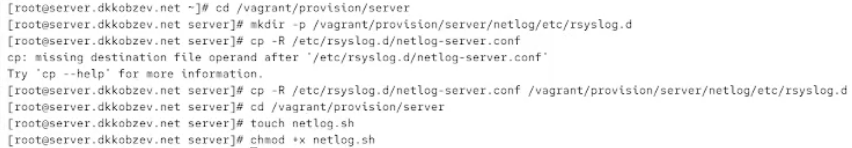 [root@server.dkkobzev.net ~]# cd /vagrant/provision/server
[root@server.dkkobzev.net server]# mkdir -p /vagrant/provision/server/netlog/etc/rsyslog.d
[root@server.dkkobzev.net server]# cp -R /etc/rsyslog.d/netlog-server.conf
cp: missing destination file operand after '/etc/rsyslog.d/netlog-server.conf'
Try 'cp --help' for more information.
[root@server.dkkobzev.net server]# cp -R /etc/rsyslog.d/netlog-server.conf /vagrant/provision/server/netlog/etc/rsyslog.d
[root@server.dkkobzev.net server]# cd /vagrant/provision/server
[root@server.dkkobzev.net server]# touch netlog.sh
[root@server.dkkobzev.net server]# chmod +x netlog.sh